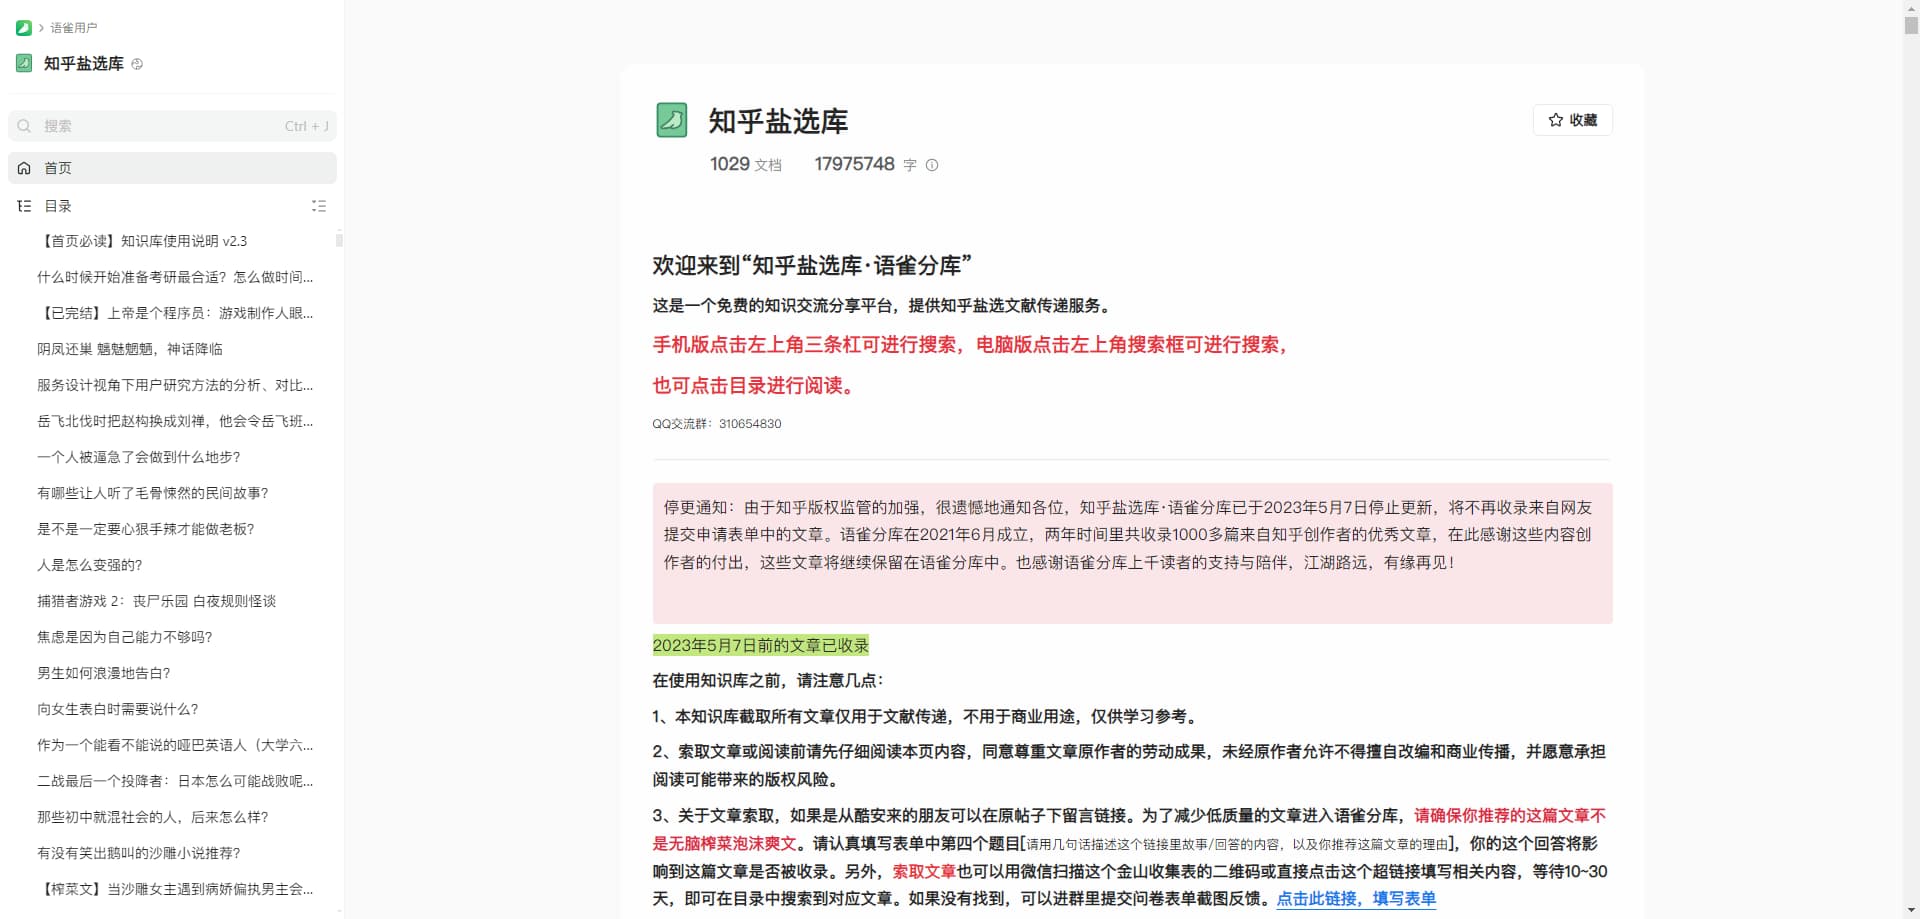 语雀用户
知乎盐选库
搜索 Ctrl + J
首页
目录
【首页必读】知识库使用说明 v2.3
什么时候开始准备考研最合适？怎么做时间...
【已完结】上帝是个程序员：游戏制作人眼...
阴凤还巢 魑魅魍魉，神话降临
服务设计视角下用户研究方法的分析、对比...
岳飞北伐时把赵构换成刘禅，他会令岳飞班...
一个人被逼急了会做到什么地步？
有哪些让人听了毛骨悚然的民间故事？
是不是一定要心狠手辣才能做老板？
人是怎么变强的？
捕猎者游戏 2：丧尸乐园 白夜规则怪谈
焦虑是因为自己能力不够吗？
男生如何浪漫地告白？
向女生表白时需要说什么？
作为一个能看不能说的哑巴英语人（大学六...
二战最后一个投降者：日本怎么可能战败呢...
那些初中就混社会的人，后来怎么样？
有没有笑出鹅叫的沙雕小说推荐？
【榨菜文】当沙雕女主遇到病娇偏执男主会...
知乎盐选库
收藏
1029 文档 17975748 字
欢迎来到“知乎盐选库·语雀分库”
这是一个免费的知识交流分享平台，提供知乎盐选文献传递服务。
手机版点击左上角三条杠可进行搜索，电脑版点击左上角搜索框可进行搜索，
也可点击目录进行阅读。
QQ交流群：310654830
停更通知：由于知乎版权监管的加强，很遗憾地通知各位，知乎盐选库·语雀分库已于2023年5月7日停止更新，将不再收录来自网友
提交申请表单中的文章。语雀分库在2021年6月成立，两年时间里共收录1000多篇来自知乎创作者的优秀文章，在此感谢这些内容创
作者的付出，这些文章将继续保留在语雀分库中。也感谢语雀分库上千读者的支持与陪伴，江湖路远，有缘再见！
2023年5月7日前的文章已收录
在使用知识库之前，请注意几点：
1、本知识库截取所有文章仅用于文献传递，不用于商业用途，仅供学习参考。
2、索取文章或阅读前请先仔细阅读本页内容，同意尊重文章原作者的劳动成果，未经原作者允许不得擅自改编和商业传播，并愿意承担
阅读可能带来的版权风险。
3、关于文章索取，如果是从酷安来的朋友可以在原帖子下留言链接。为了减少低质量的文章进入语雀分库，请确保你推荐的这篇文章不
是无脑榨菜泡沫爽文。请认真填写表单中第四个题目[请用几句话描述这个链接里故事/回答的内容，以及你推荐这篇文章的理由]，你的这个回答将影
响到这篇文章是否被收录。另外，索取文章也可以用微信扫描这个金山收集表的二维码或直接点击这个超链接填写相关内容，等待10~30
天，即可在目录中搜索到对应文章。如果没有找到，可以进群里提交问卷表单截图反馈。点击此链接，填写表单